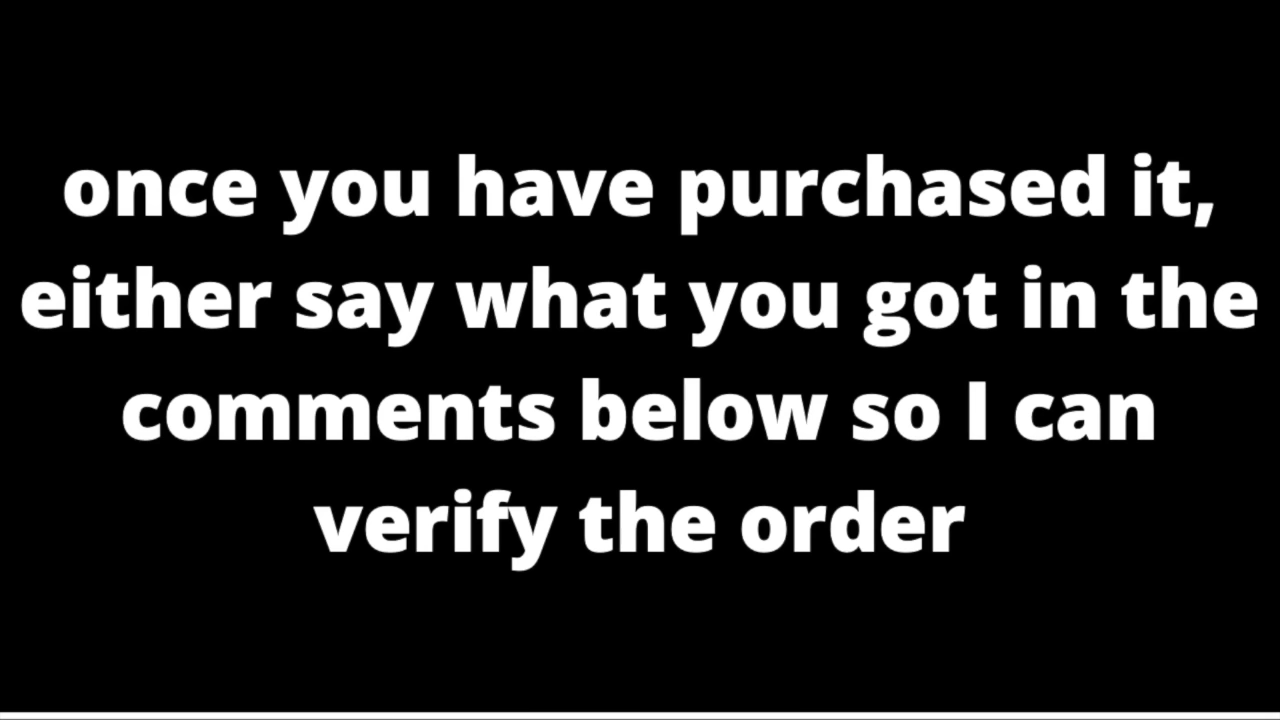 once you have purchased it,
either say what you got in the
comments below so I can
verify the order